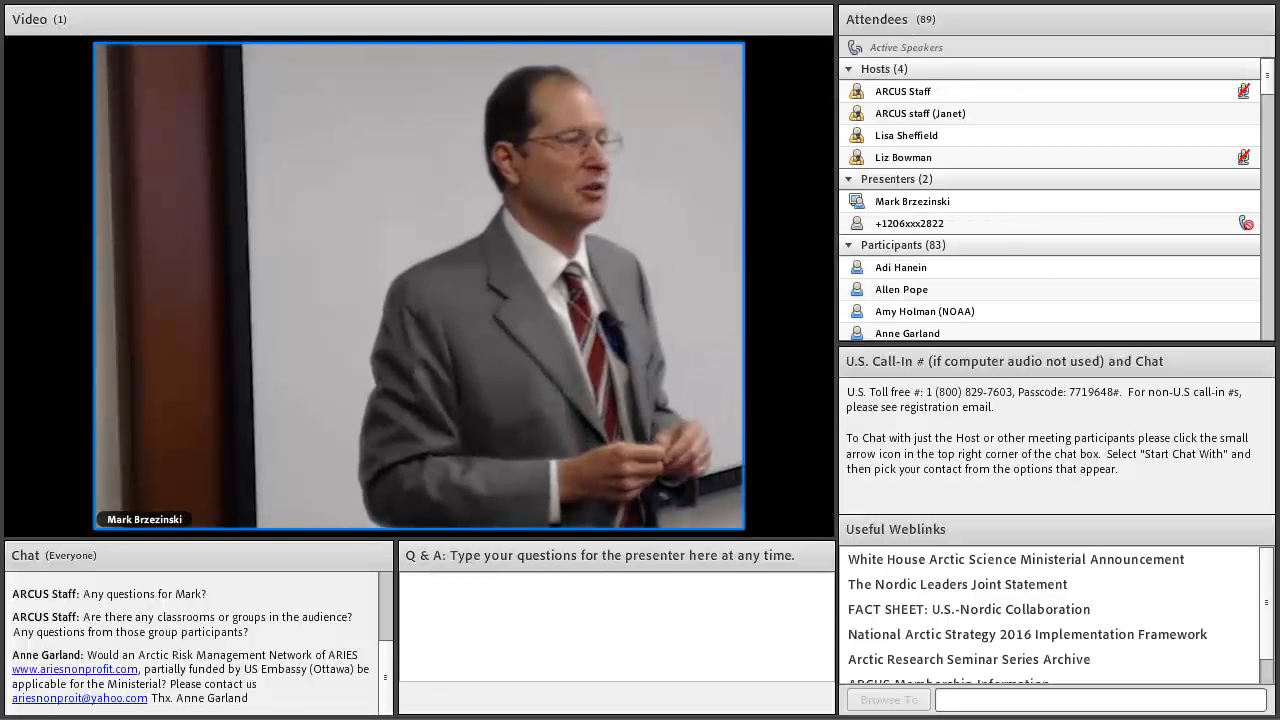 Video (1)
Mark Brzezinski
Attendees (89)
Active Speakers
Hosts (4)
ARCUS Staff
ARCUS staff (Janet)
Lisa Sheffield
Liz Bowman
Presenters (2)
Mark Brzezinski
+1206xxx2822
Participants (83)
Adi Hanein
Allen Pope
Amy Holman (NOAA)
Anne Garland
U.S. Call-In # (if computer audio not used) and Chat
U.S. Toll free #: 1 (800) 829-7603, Passcode: 7719648#. For non-U.S call-in #s,
please see registration email.
To Chat with just the Host or other meeting participants please click the small
arrow icon in the top right corner of the chat box. Select "Start Chat With" and
then pick your contact from the options that appear.
Chat (Everyone)
ARCUS Staff: Any questions for Mark?
ARCUS Staff: Are there any classrooms or groups in the audience?
Any questions from those group participants?
Anne Garland: Would an Arctic Risk Management Network of ARIES
www.ariesnonprofit.com, partially funded by US Embassy (Ottawa) be
applicable for the Ministerial? Please contact us
ariesnonproit@yahoo.com Thx. Anne Garland
Q & A: Type your questions for the presenter here at any time.
Useful Weblinks
White House Arctic Science Ministerial Announcement
The Nordic Leaders Joint Statement
FACT SHEET: U.S.-Nordic Collaboration
National Arctic Strategy 2016 Implementation Framework
Arctic Research Seminar Series Archive
ARCUS Membership Information
Browse To